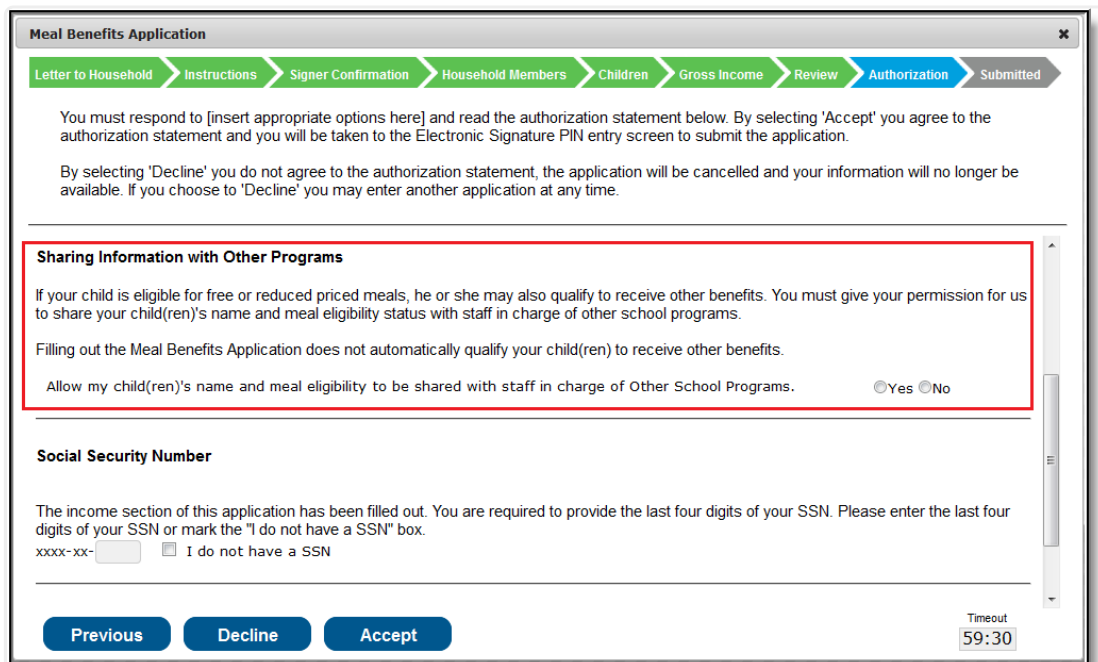 Meal Benefits Application
Letter to Household Instructions Signer Confirmation Household Members Children Gross Income Review Authorization Submitted
You must respond to [insert appropriate options here] and read the authorization statement below. By selecting 'Accept' you agree to the
authorization statement and you will be taken to the Electronic Signature PIN entry screen to submit the application.
By selecting 'Decline' you do not agree to the authorization statement, the application will be cancelled and your information will no longer be
available. If you choose to 'Decline' you may enter another application at any time.
Sharing Information with Other Programs
If your child is eligible for free or reduced priced meals, he or she may also qualify to receive other benefits. You must give your permission for us
to share your child(ren)'s name and meal eligibility status with staff in charge of other school programs.
Filling out the Meal Benefits Application does not automatically qualify your child(ren) to receive other benefits.
Allow my child(ren)'s name and meal eligibility to be shared with staff in charge of Other School Programs. Yes No
Social Security Number
The income section of this application has been filled out. You are required to provide the last four digits of your SSN. Please enter the last four
digits of your SSN or mark the "I do not have a SSN" box.
xxxx-xx- I do not have a SSN
Timeout
Previous Decline Accept 59:30